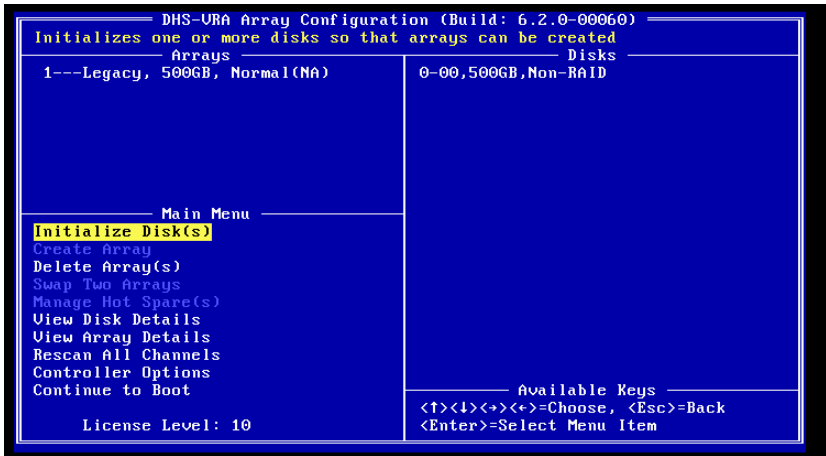 DHS-VRA Array Configuration (Build: 6.2.0-00060)
Initializes one or more disks so that arrays can be created
Arrays
1---Legacy, 500GB, Normal(NA)
Disks
0-00,500GB,Non-RAID
Main Menu
Initialize Disk(s)
Create Array
Delete Array(s)
Swap Two Arrays
Manage Hot Spare(s)
View Disk Details
View Array Details
Rescan All Channels
Controller Options
Continue to Boot
License Level: 10
Available Keys
<↑><↓><→><←>=Choose, <Esc>=Back
<Enter>=Select Menu Item